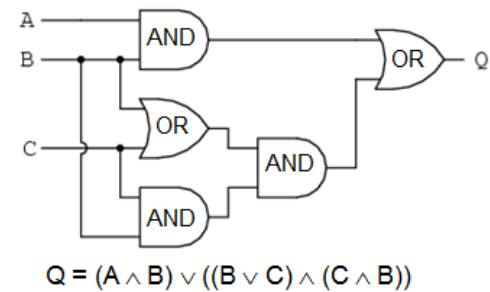 A
AND
B
OR
Q
OR
C
AND
AND
Q = (A ∧ B) ∨ ((B ∨ C) ∧ (C ∧ B))